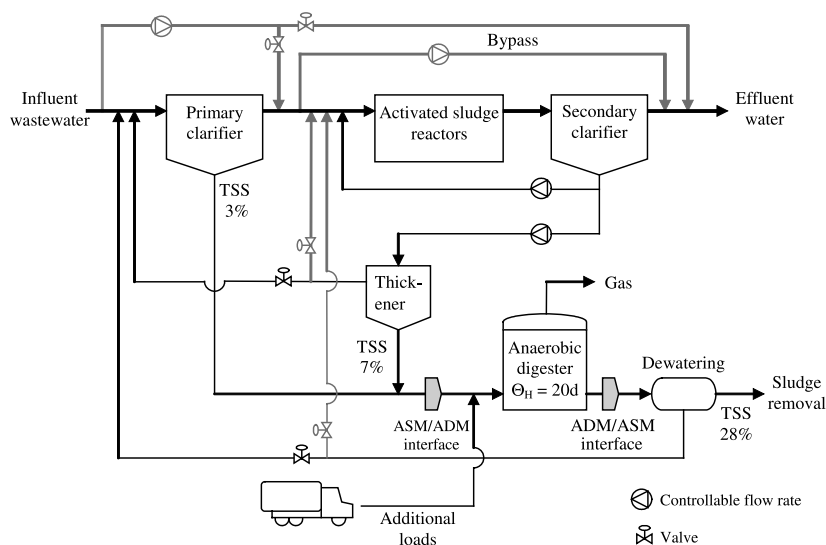 Bypass
Influent
wastewater
Primary
clarifier
Activated sludge
reactors
Secondary
clarifier
Effluent
water
TSS
3%
Thick-
ener
Gas
TSS
7%
Anaerobic
digester
ΘH = 20d
Dewatering
Sludge
removal
TSS
28%
ASM/ADM
interface
ADM/ASM
interface
Additional
loads
Controllable flow rate
Valve